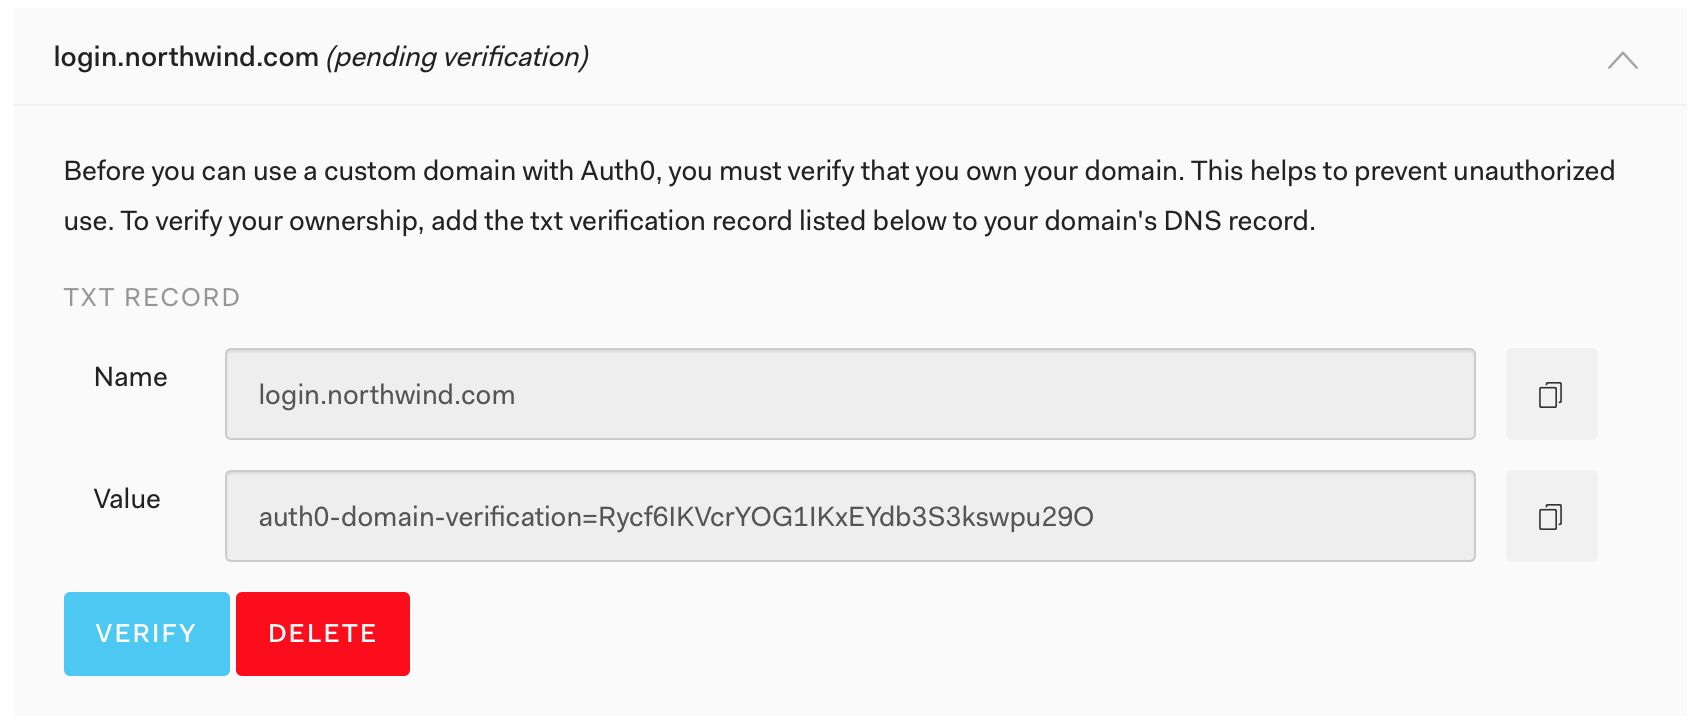 login.northwind.com (pending verification)
Before you can use a custom domain with Auth0, you must verify that you own your domain. This helps to prevent unauthorized
use. To verify your ownership, add the txt verification record listed below to your domain's DNS record.
TXT RECORD
Name
login.northwind.com
Value
auth0-domain-verification=Rycf6IKVcrYOG1IKxEYdb3S3kswpu29O
VERIFY DELETE